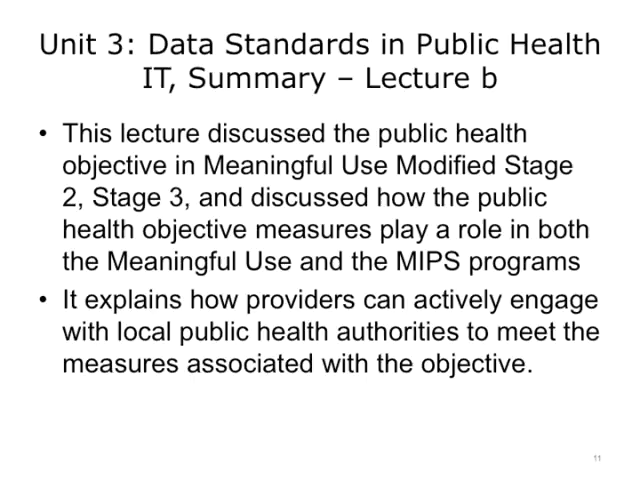 Unit 3: Data Standards in Public Health
IT, Summary – Lecture b
• This lecture discussed the public health
objective in Meaningful Use Modified Stage
2, Stage 3, and discussed how the public
health objective measures play a role in both
the Meaningful Use and the MIPS programs
• It explains how providers can actively engage
with local public health authorities to meet the
measures associated with the objective.
11